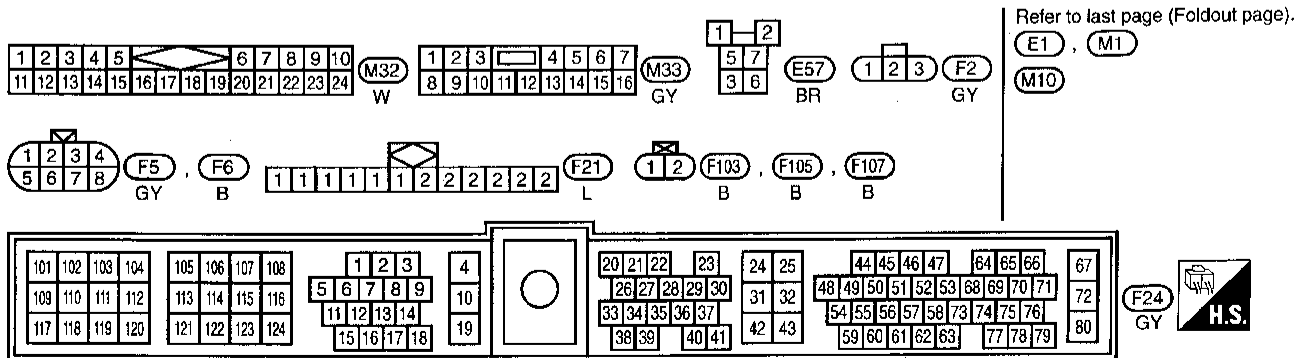 Refer to last page (Foldout page).
E1 , M1
M10
1 2 3 4 5 6 7 8 9 10
11 12 13 14 15 16 17 18 19 20 21 22 23 24
M32
W
1 2 3 4 5 6 7
8 9 10 11 12 13 14 15 16
M33
GY
1 2
5 7
3 6
E57
BR
1 2 3
F2
GY
1 2 3 4
5 6 7 8
F5 , F6
GY B
1 1 1 1 1 1 2 2 2 2 2 2
F21
L
1 2
F103 , F105 , F107
B B B
101 102 103 104 105 106 107 108 1 2 3 4 20 21 22 23 24 25 44 45 46 47 64 65 66 67
5 6 7 8 9 26 27 28 29 30 48 49 50 51 52 53 68 69 70 71
109 110 111 112 113 114 115 116 10 31 32 72
11 12 13 14 33 34 35 36 37 54 55 56 57 58 73 74 75 76
117 118 119 120 121 122 123 124 15 16 17 18 19 38 39 40 41 42 43 59 60 61 62 63 77 78 79 80
F24
GY
H.S.